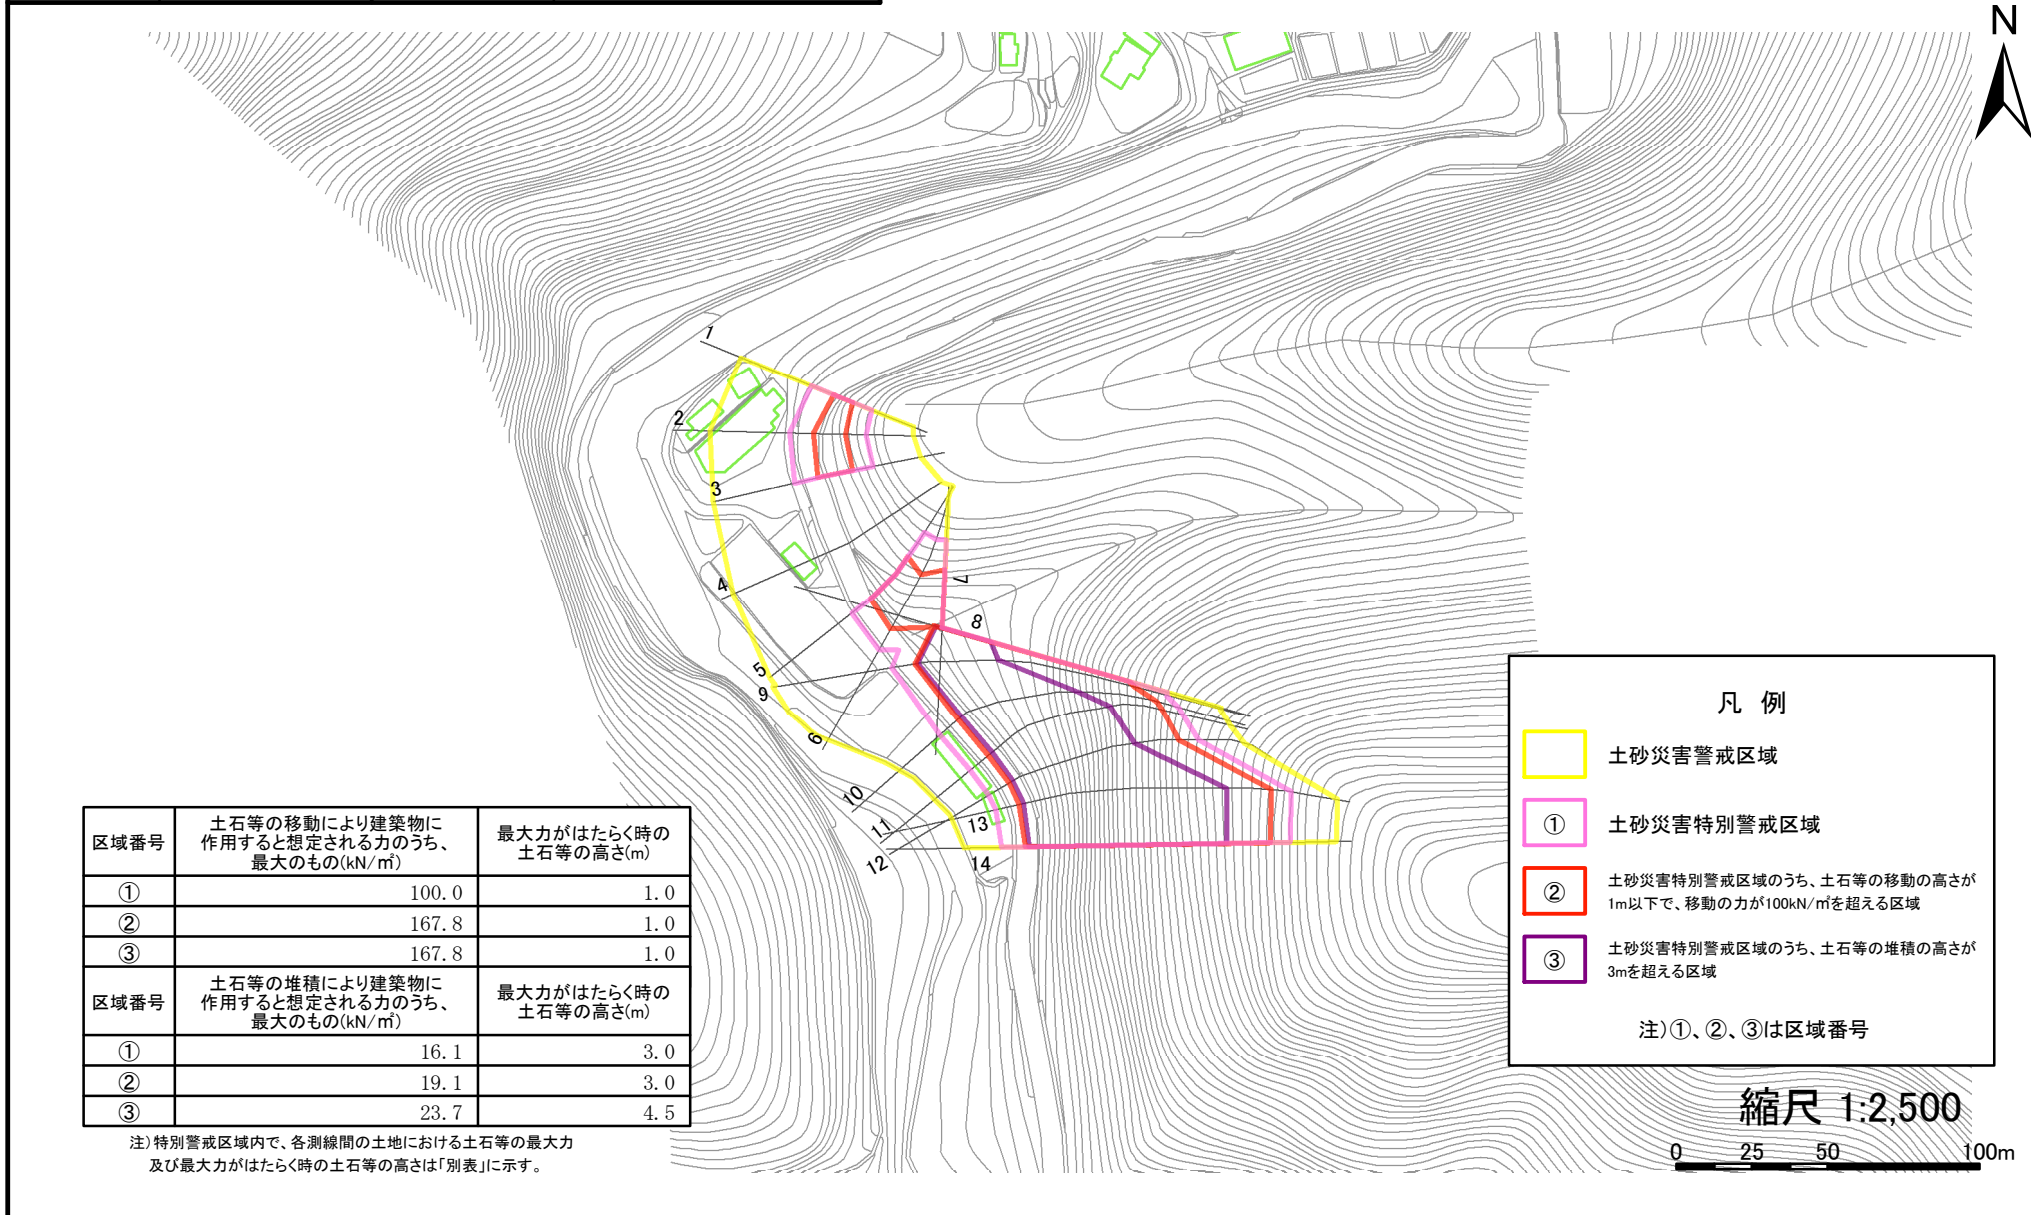 N
1
2
3
4
5
6
7
8
9
10
11
12
13
14
区域番号
土石等の移動により建築物に
作用すると想定される力のうち、
最大のもの(kN/㎡)
最大力がはたらく時の
土石等の高さ(m)
① 100.0 1.0
② 167.8 1.0
③ 167.8 1.0
区域番号
土石等の堆積により建築物に
作用すると想定される力のうち、
最大のもの(kN/㎡)
最大力がはたらく時の
土石等の高さ(m)
① 16.1 3.0
② 19.1 3.0
③ 23.7 4.5
注)特別警戒区域内で、各測線間の土地における土石等の最大力
及び最大力がはたらく時の土石等の高さは「別表」に示す。
凡 例
土砂災害警戒区域
① 土砂災害特別警戒区域
② 土砂災害特別警戒区域のうち、土石等の移動の高さが
1m以下で、移動の力が100kN/㎡を超える区域
③ 土砂災害特別警戒区域のうち、土石等の堆積の高さが
3mを超える区域
注)①、②、③は区域番号
縮尺 1:2,500
0 25 50 100m